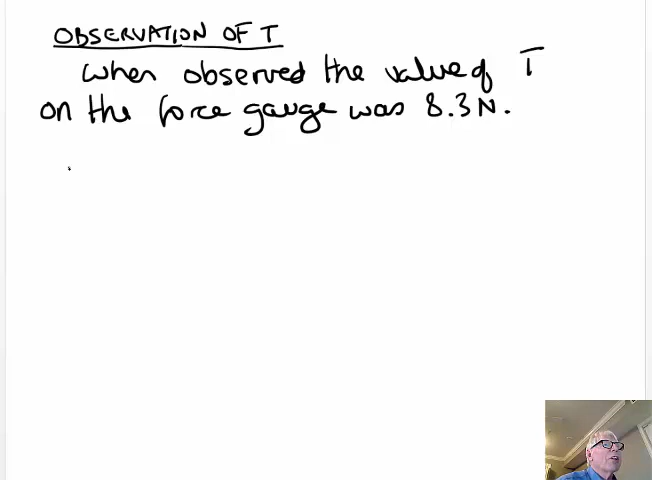 OBSERVATION OF T
When observed the value of T
on the force gauge was 8.3N.